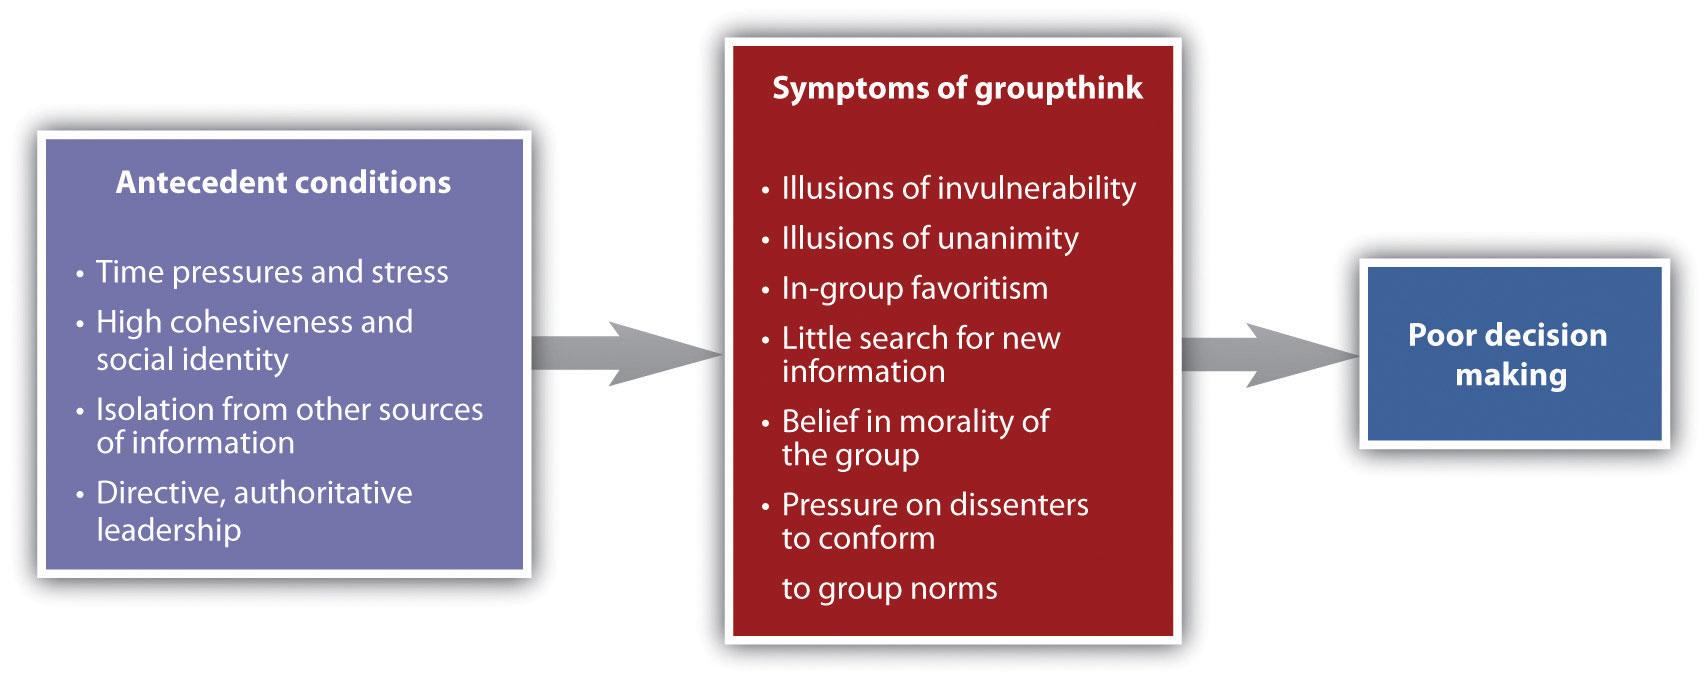 Antecedent conditions
• Time pressures and stress
• High cohesiveness and
social identity
• Isolation from other sources
of information
• Directive, authoritative
leadership
Symptoms of groupthink
• Illusions of invulnerability
• Illusions of unanimity
• In-group favoritism
• Little search for new
information
• Belief in morality of
the group
• Pressure on dissenters
to conform
to group norms
Poor decision
making